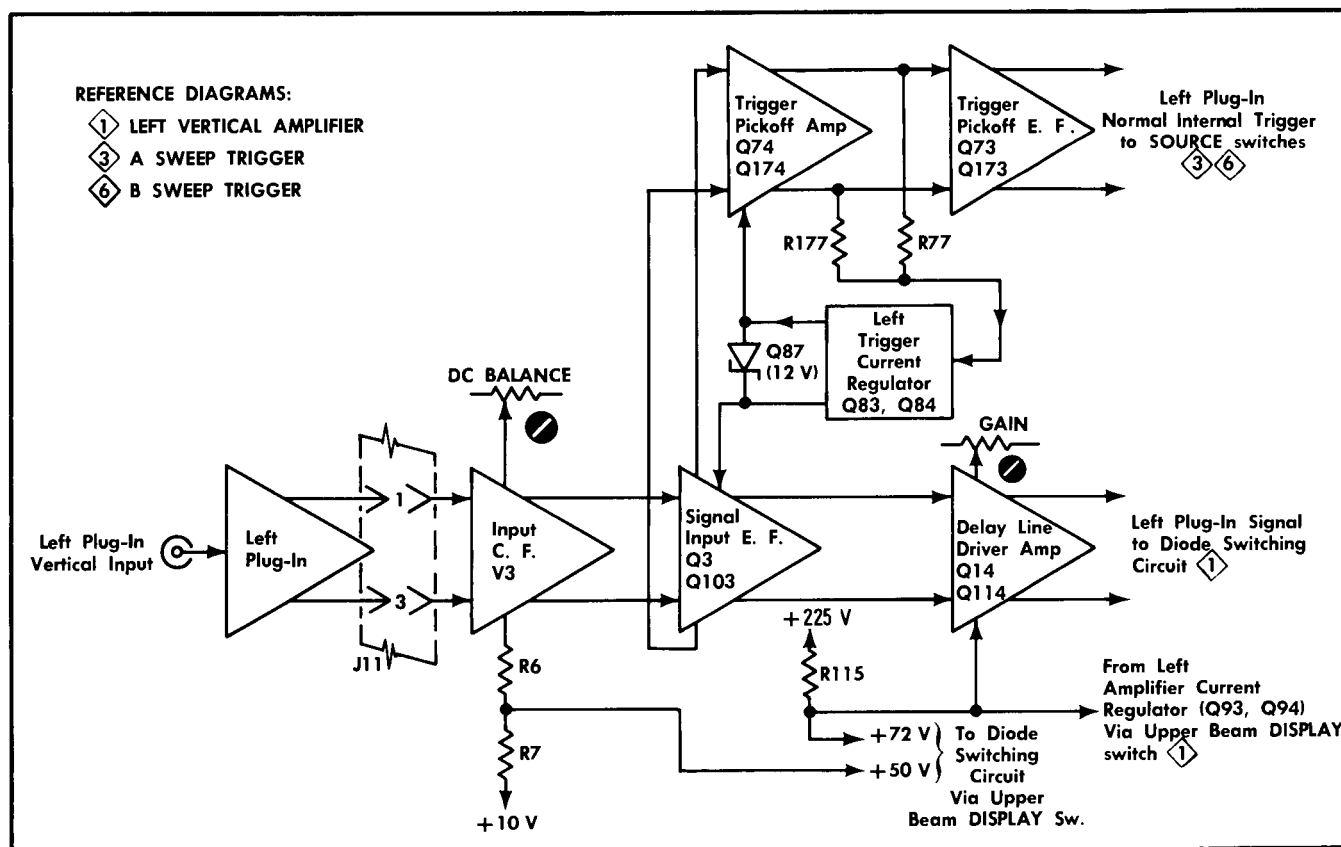 REFERENCE DIAGRAMS:
1 LEFT VERTICAL AMPLIFIER
3 A SWEEP TRIGGER
6 B SWEEP TRIGGER
Trigger
Pickoff Amp
Q74
Q174
Trigger
Pickoff E. F.
Q73
Q173
Left Plug-In
Normal Internal Trigger
to SOURCE switches
3 6
R177
R77
Left
Trigger
Current
Regulator
Q83, Q84
Q87
(12 V)
DC BALANCE
GAIN
Left Plug-In
Vertical Input
Left
Plug-In
1
3
J11
Input
C. F.
V3
Signal
Input E. F.
Q3
Q103
Delay Line
Driver Amp
Q14
Q114
Left Plug-In Signal
to Diode Switching
Circuit 1
+225 V
R115
R6
R7
+10 V
+72 V
+50 V
To Diode
Switching
Circuit
Via Upper
Beam DISPLAY Sw.
From Left
Amplifier Current
Regulator (Q93, Q94)
Via Upper Beam DISPLAY
switch 1